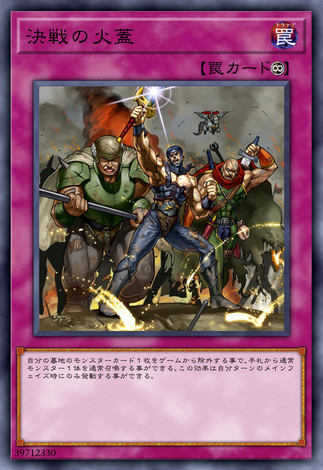 決戦の火蓋
トラップ
罠
【罠カード】
自分の墓地のモンスターカード1枚をゲームから除外する事で、手札から通常
モンスター1体を通常召喚する事ができる。この効果は自分ターンのメインフ
ェイズ時にのみ発動する事ができる。
39712330